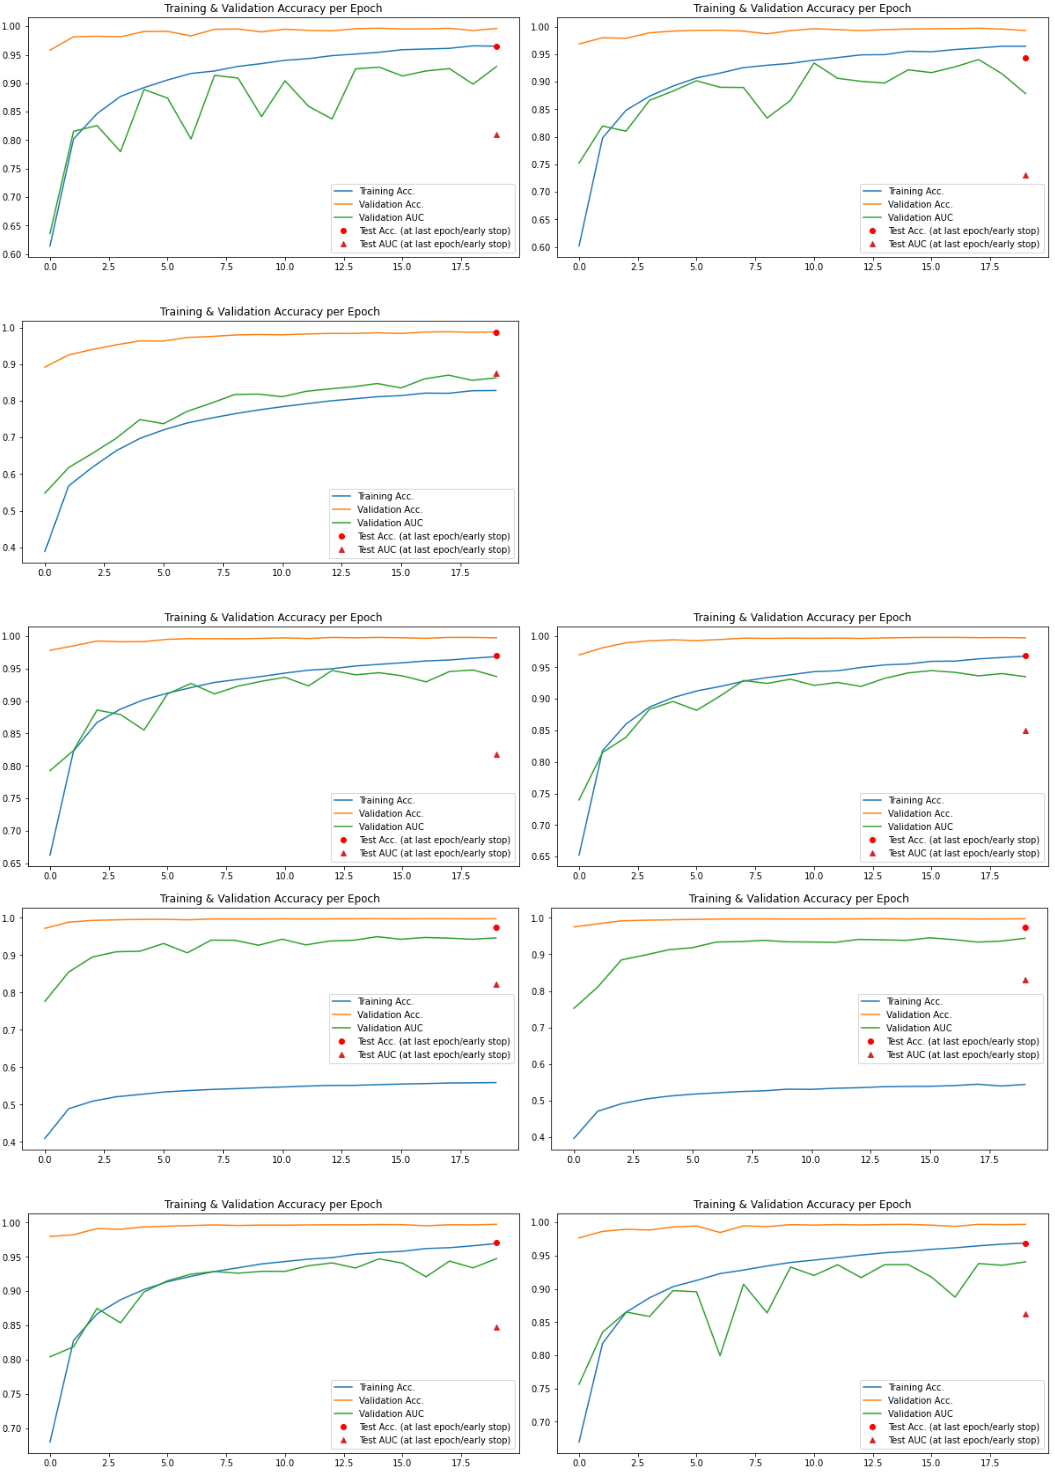 Training & Validation Accuracy per Epoch
1.00
0.95
0.90
0.85
0.80
0.75
0.70
0.65
0.60
Training Acc.
Validation Acc.
Validation AUC
Test Acc. (at last epoch/early stop)
Test AUC (at last epoch/early stop)
0.0 2.5 5.0 7.5 10.0 12.5 15.0 17.5
Training & Validation Accuracy per Epoch
1.00
0.95
0.90
0.85
0.80
0.75
0.70
0.65
0.60
Training Acc.
Validation Acc.
Validation AUC
Test Acc. (at last epoch/early stop)
Test AUC (at last epoch/early stop)
0.0 2.5 5.0 7.5 10.0 12.5 15.0 17.5
Training & Validation Accuracy per Epoch
1.0
0.9
0.8
0.7
0.6
0.5
0.4
Training Acc.
Validation Acc.
Validation AUC
Test Acc. (at last epoch/early stop)
Test AUC (at last epoch/early stop)
0.0 2.5 5.0 7.5 10.0 12.5 15.0 17.5
Training & Validation Accuracy per Epoch
1.00
0.95
0.90
0.85
0.80
0.75
0.70
0.65
Training Acc.
Validation Acc.
Validation AUC
Test Acc. (at last epoch/early stop)
Test AUC (at last epoch/early stop)
0.0 2.5 5.0 7.5 10.0 12.5 15.0 17.5
Training & Validation Accuracy per Epoch
1.00
0.95
0.90
0.85
0.80
0.75
0.70
0.65
Training Acc.
Validation Acc.
Validation AUC
Test Acc. (at last epoch/early stop)
Test AUC (at last epoch/early stop)
0.0 2.5 5.0 7.5 10.0 12.5 15.0 17.5
Training & Validation Accuracy per Epoch
1.0
0.9
0.8
0.7
0.6
0.5
0.4
Training Acc.
Validation Acc.
Validation AUC
Test Acc. (at last epoch/early stop)
Test AUC (at last epoch/early stop)
0.0 2.5 5.0 7.5 10.0 12.5 15.0 17.5
Training & Validation Accuracy per Epoch
1.0
0.9
0.8
0.7
0.6
0.5
0.4
Training Acc.
Validation Acc.
Validation AUC
Test Acc. (at last epoch/early stop)
Test AUC (at last epoch/early stop)
0.0 2.5 5.0 7.5 10.0 12.5 15.0 17.5
Training & Validation Accuracy per Epoch
1.00
0.95
0.90
0.85
0.80
0.75
0.70
Training Acc.
Validation Acc.
Validation AUC
Test Acc. (at last epoch/early stop)
Test AUC (at last epoch/early stop)
0.0 2.5 5.0 7.5 10.0 12.5 15.0 17.5
Training & Validation Accuracy per Epoch
1.00
0.95
0.90
0.85
0.80
0.75
0.70
Training Acc.
Validation Acc.
Validation AUC
Test Acc. (at last epoch/early stop)
Test AUC (at last epoch/early stop)
0.0 2.5 5.0 7.5 10.0 12.5 15.0 17.5